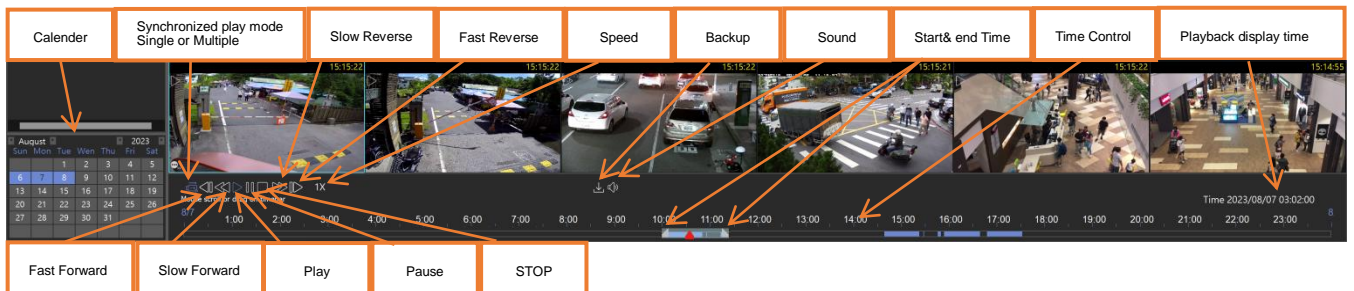 Calender
Synchronized play mode
Single or Multiple
Slow Reverse
Fast Reverse
Speed
Backup
Sound
Start& end Time
Time Control
Playback display time
15:15:22
15:15:22
15:15:22
15:15:21
15:15:22
15:14:55
August 2023
Sun Mon Tue Wen Thu Fri Sat
1 2 3 4 5
6 7 8 9 10 11 12
13 14 15 16 17 18 19
20 21 22 23 24 25 26
27 28 29 30 31
1X
Time 2023/08/07 03:02:00
8/7
1:00 2:00 3:00 4:00 5:00 6:00 7:00 8:00 9:00 10:00 11:00 12:00 13:00 14:00 15:00 16:00 17:00 18:00 19:00 20:00 21:00 22:00 23:00
8
Fast Forward
Slow Forward
Play
Pause
STOP